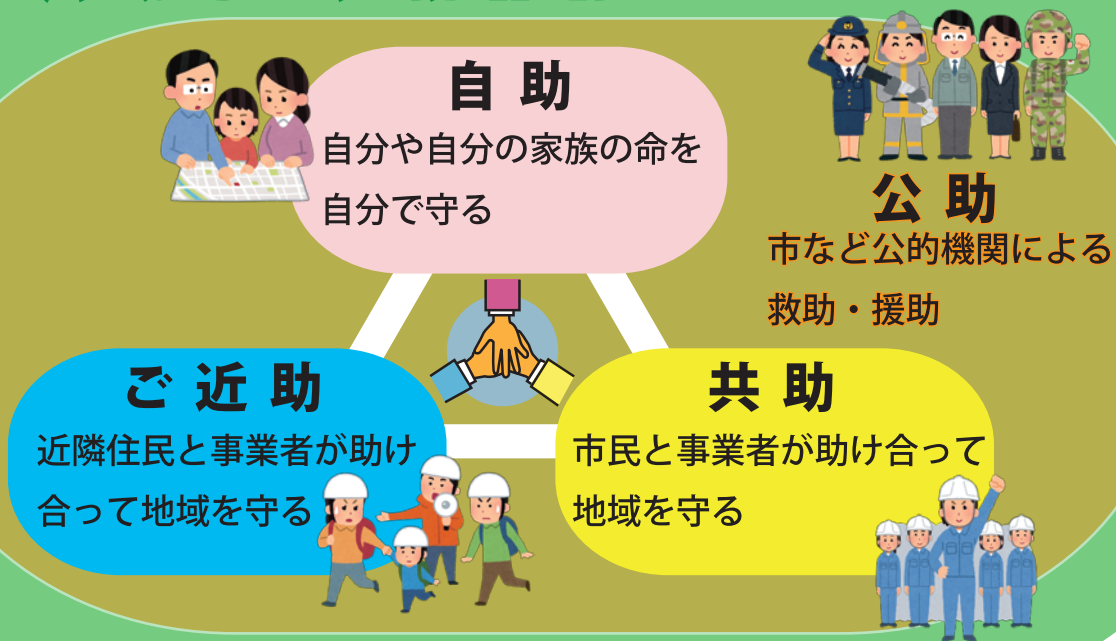 自助
自分や自分の家族の命を
自分で守る
公助
市など公的機関による
救助・援助
ご近助
近隣住民と事業者が助け
合って地域を守る
共助
市民と事業者が助け合って
地域を守る